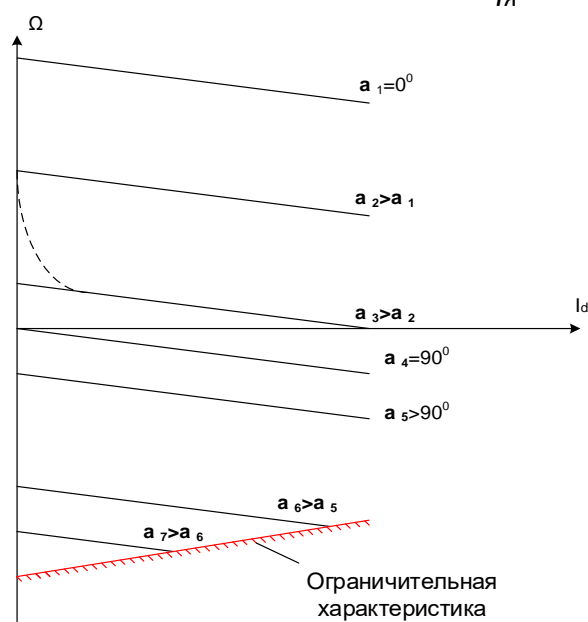 Ω
a 1=0⁰
a 2>a 1
I d
a 3>a 2
a 4=90⁰
a 5>90⁰
a 6>a 5
a 7>a 6
Ограничительная
характеристика